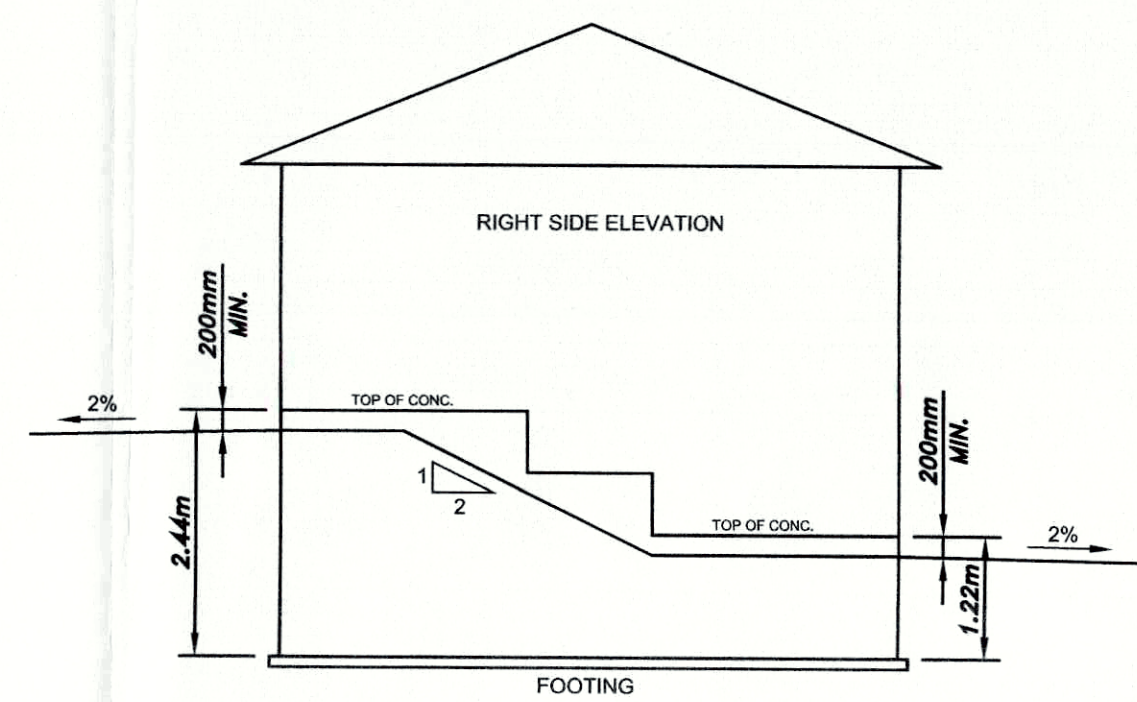 RIGHT SIDE ELEVATION
200mm
MIN.
2%
TOP OF CONC.
1
2
2.44m
200mm
MIN.
TOP OF CONC.
2%
1.22m
FOOTING